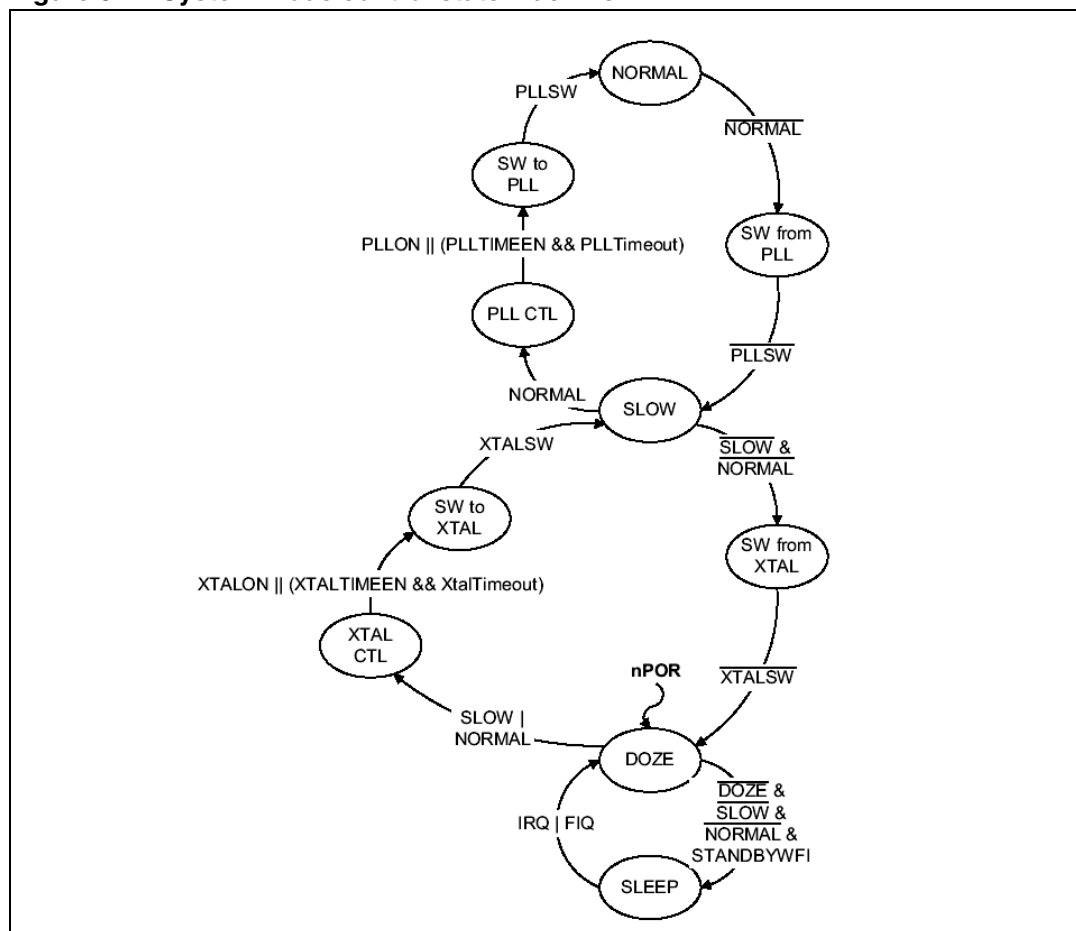 NORMAL
PLLSW
NORMAL
SW to
PLL
SW from
PLL
PLLON || (PLLTIMEEN && PLLTimeout)
PLL CTL
PLLSW
NORMAL
SLOW
XTALSW
SLOW &
NORMAL
SW to
XTAL
SW from
XTAL
XTALON || (XTALTIMEEN && XtalTimeout)
XTAL
CTL
nPOR
XTALSW
SLOW |
NORMAL
DOZE
DOZE &
SLOW &
NORMAL &
STANDBYWFI
IRQ | FIQ
SLEEP